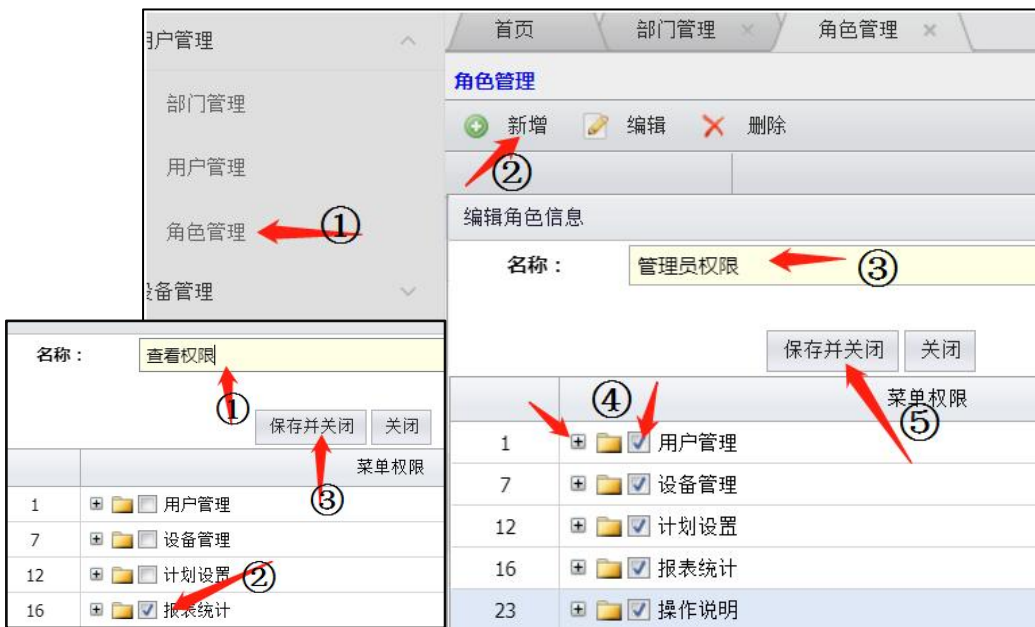 用户管理
部门管理
用户管理
角色管理 ①
设备管理
首页 部门管理 角色管理
角色管理
新增 编辑 删除
②
编辑角色信息
名称： 管理员权限 ③
保存并关闭 关闭
④ 菜单权限
⑤
1 用户管理
7 设备管理
12 计划设置
16 报表统计
23 操作说明
名称： 查看权限
①
保存并关闭 关闭
菜单权限
1 用户管理 ③
7 设备管理
12 计划设置 ②
16 报表统计